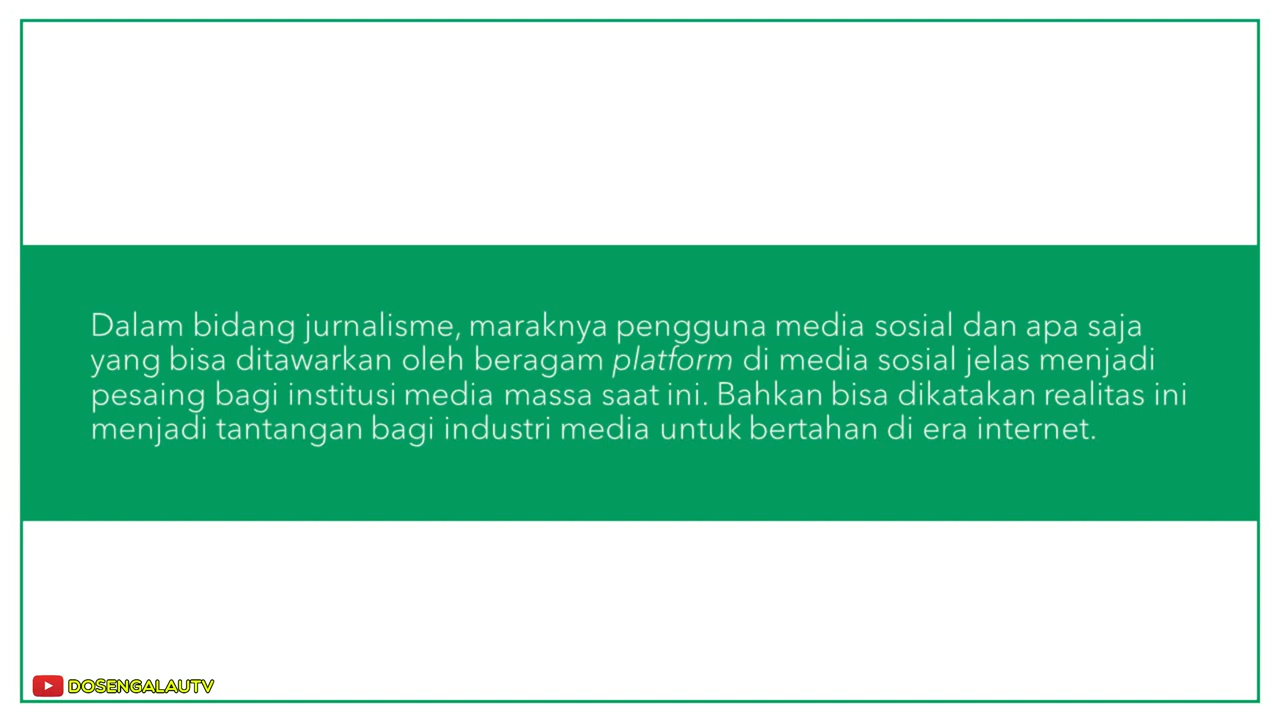 Dalam bidang jurnalisme, maraknya pengguna media sosial dan apa saja
yang bisa ditawarkan oleh beragam platform di media sosial jelas menjadi
pesaing bagi institusi media massa saat ini. Bahkan bisa dikatakan realitas ini
menjadi tantangan bagi industri media untuk bertahan di era internet.
DOSENGALAUTV